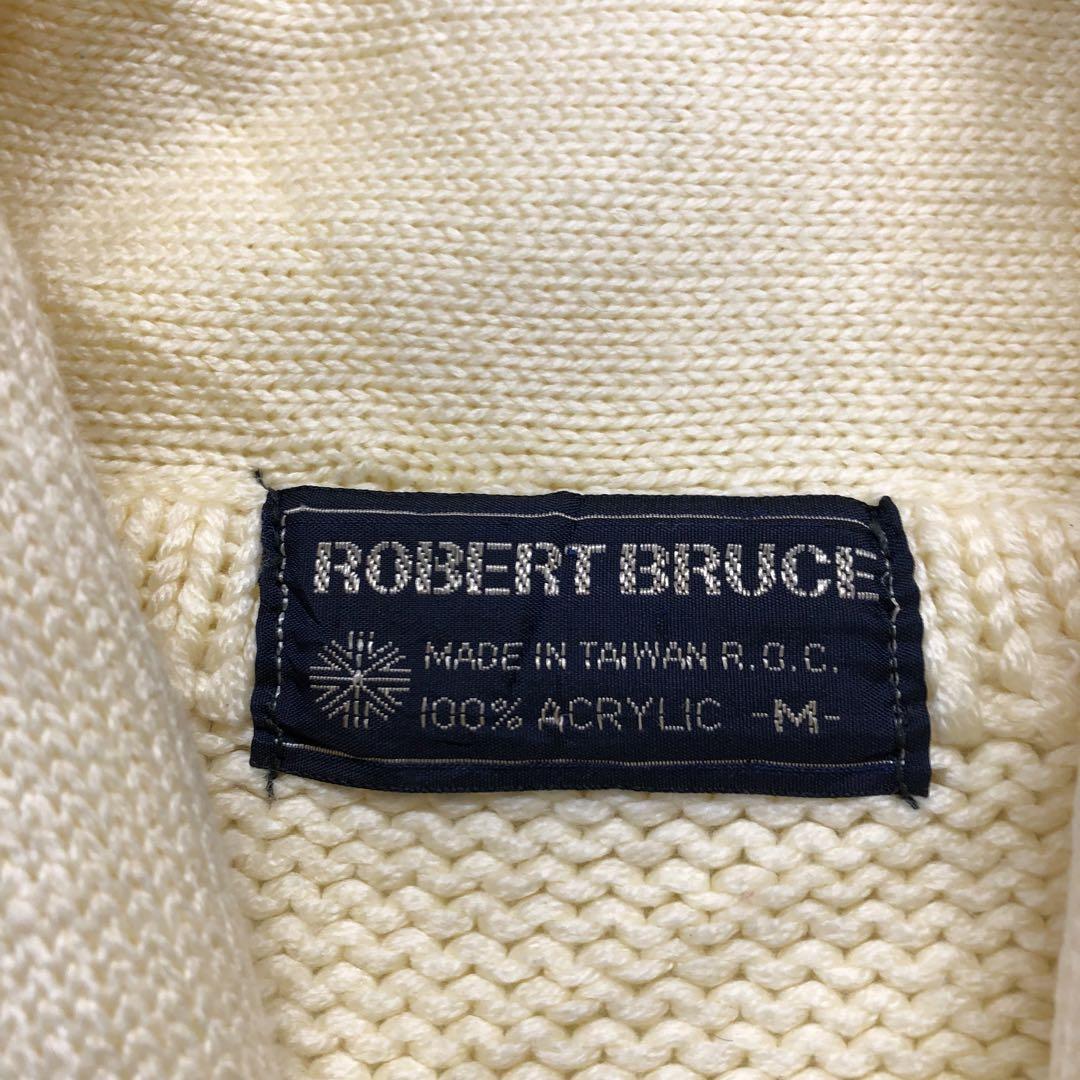 ROBERT BRUCE
MADE IN TAIWAN R.O.C.
100% ACRYLIC -M-